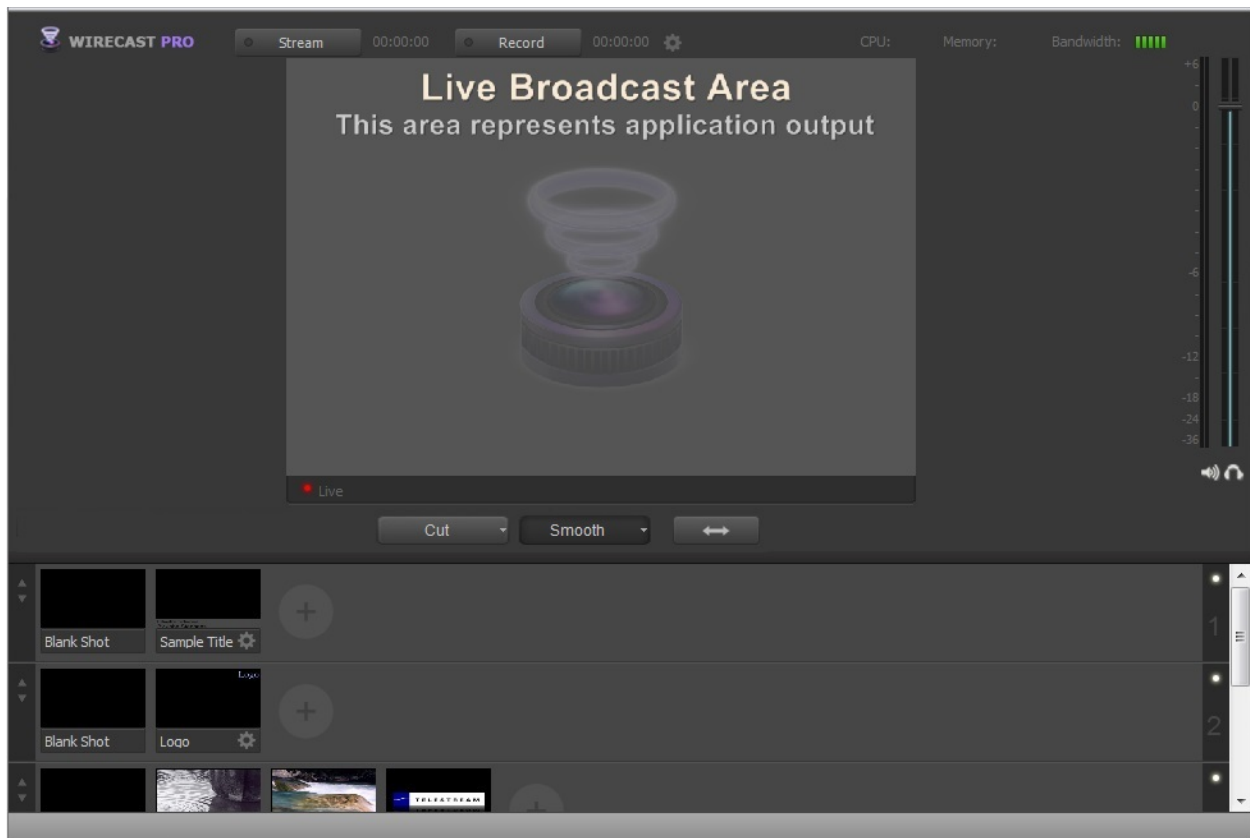 WIRECAST PRO Stream 00:00:00 Record 00:00:00 CPU: Memory: Bandwidth:
Live Broadcast Area
This area represents application output
+6
0
-6
-12
-18
-24
-36
Live
Cut Smooth
Blank Shot Sample Title
1
Logo
Blank Shot Logo
2
TELESTREAM